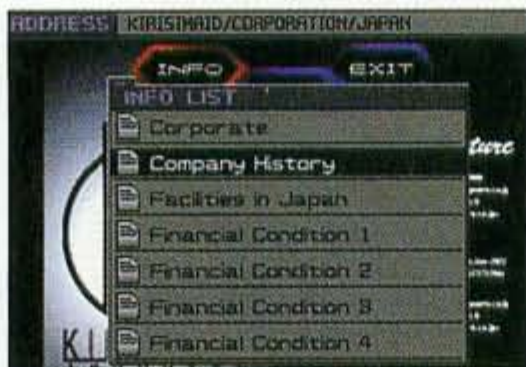 ADDRESS KIRISIMAID/CORPORATION/JAPAN
INFO EXIT
INFO LIST
Corporate
Company History
Facilities in Japan
Financial Condition 1
Financial Condition 2
Financial Condition 3
Financial Condition 4